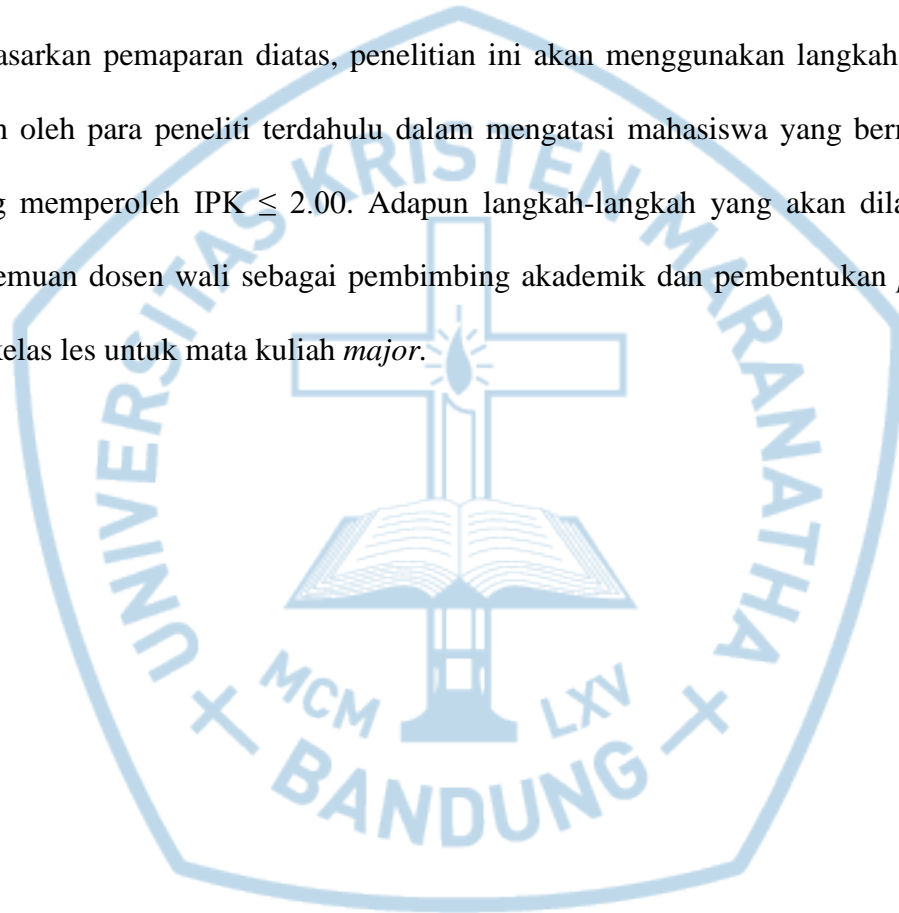 asarkan pemaparan diatas, penelitian ini akan menggunakan langkah
oleh para peneliti terdahulu dalam mengatasi mahasiswa yang
memperoleh IPK ≤ 2.00. Adapun langkah-langkah yang akan
emuan dosen wali sebagai pembimbing akademik dan pembentukan
kelas les untuk mata kuliah major.
UNIVERSITAS KRISTEN MARANATHA
MCM LXV
BANDUNG